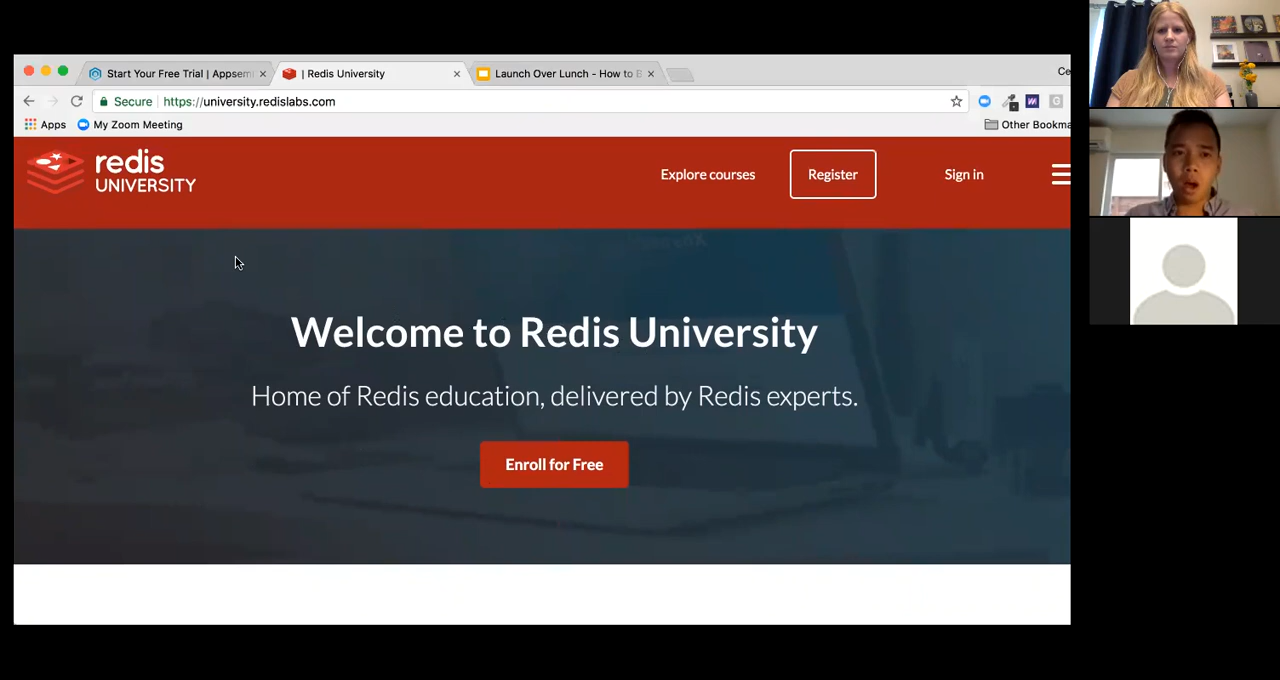 Start Your Free Trial | Appsem
| Redis University
Launch Over Lunch - How to B
Ce
Secure
https://university.redislabs.com
Apps
My Zoom Meeting
Other Bookma
redis
UNIVERSITY
Explore courses
Register
Sign in
Welcome to Redis University
Home of Redis education, delivered by Redis experts.
Enroll for Free